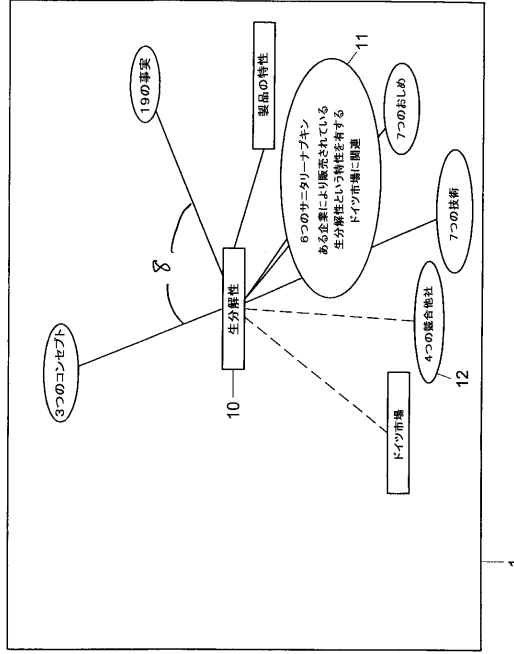 3つのコンセプト
19の事実
8
生分解性
10
製品の特性
6つのサニタリーナプキン
ある企業により販売されている
生分解性という特性を有する
ドイツ市場に関連
11
7つのおしめ
7つの技術
4つの競合他社
12
ドイツ市場
1